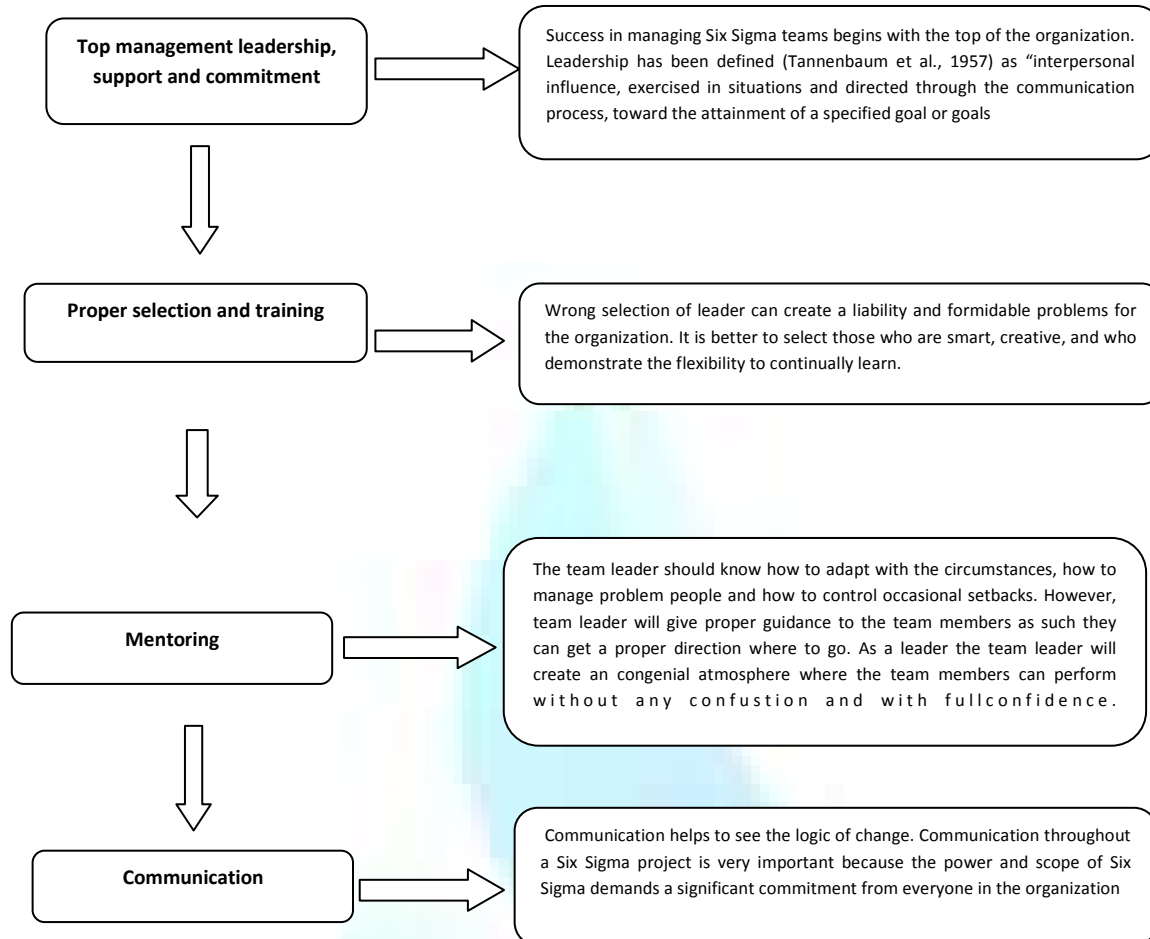 Top management leadership,
support and commitment
Success in managing Six Sigma teams begins with the top of the organization.
Leadership has been defined (Tannenbaum et al., 1957) as “interpersonal
influence, exercised in situations and directed through the communication
process, toward the attainment of a specified goal or goals
Proper selection and training
Wrong selection of leader can create a liability and formidable problems for
the organization. It is better to select those who are smart, creative, and who
demonstrate the flexibility to continually learn.
Mentoring
The team leader should know how to adapt with the circumstances, how to
manage problem people and how to control occasional setbacks. However,
team leader will give proper guidance to the team members as such they
can get a proper direction where to go. As a leader the team leader will
create an congenial atmosphere where the team members can perform
without any confustion and with fullconfidence.
Communication
Communication helps to see the logic of change. Communication throughout
a Six Sigma project is very important because the power and scope of Six
Sigma demands a significant commitment from everyone in the organization